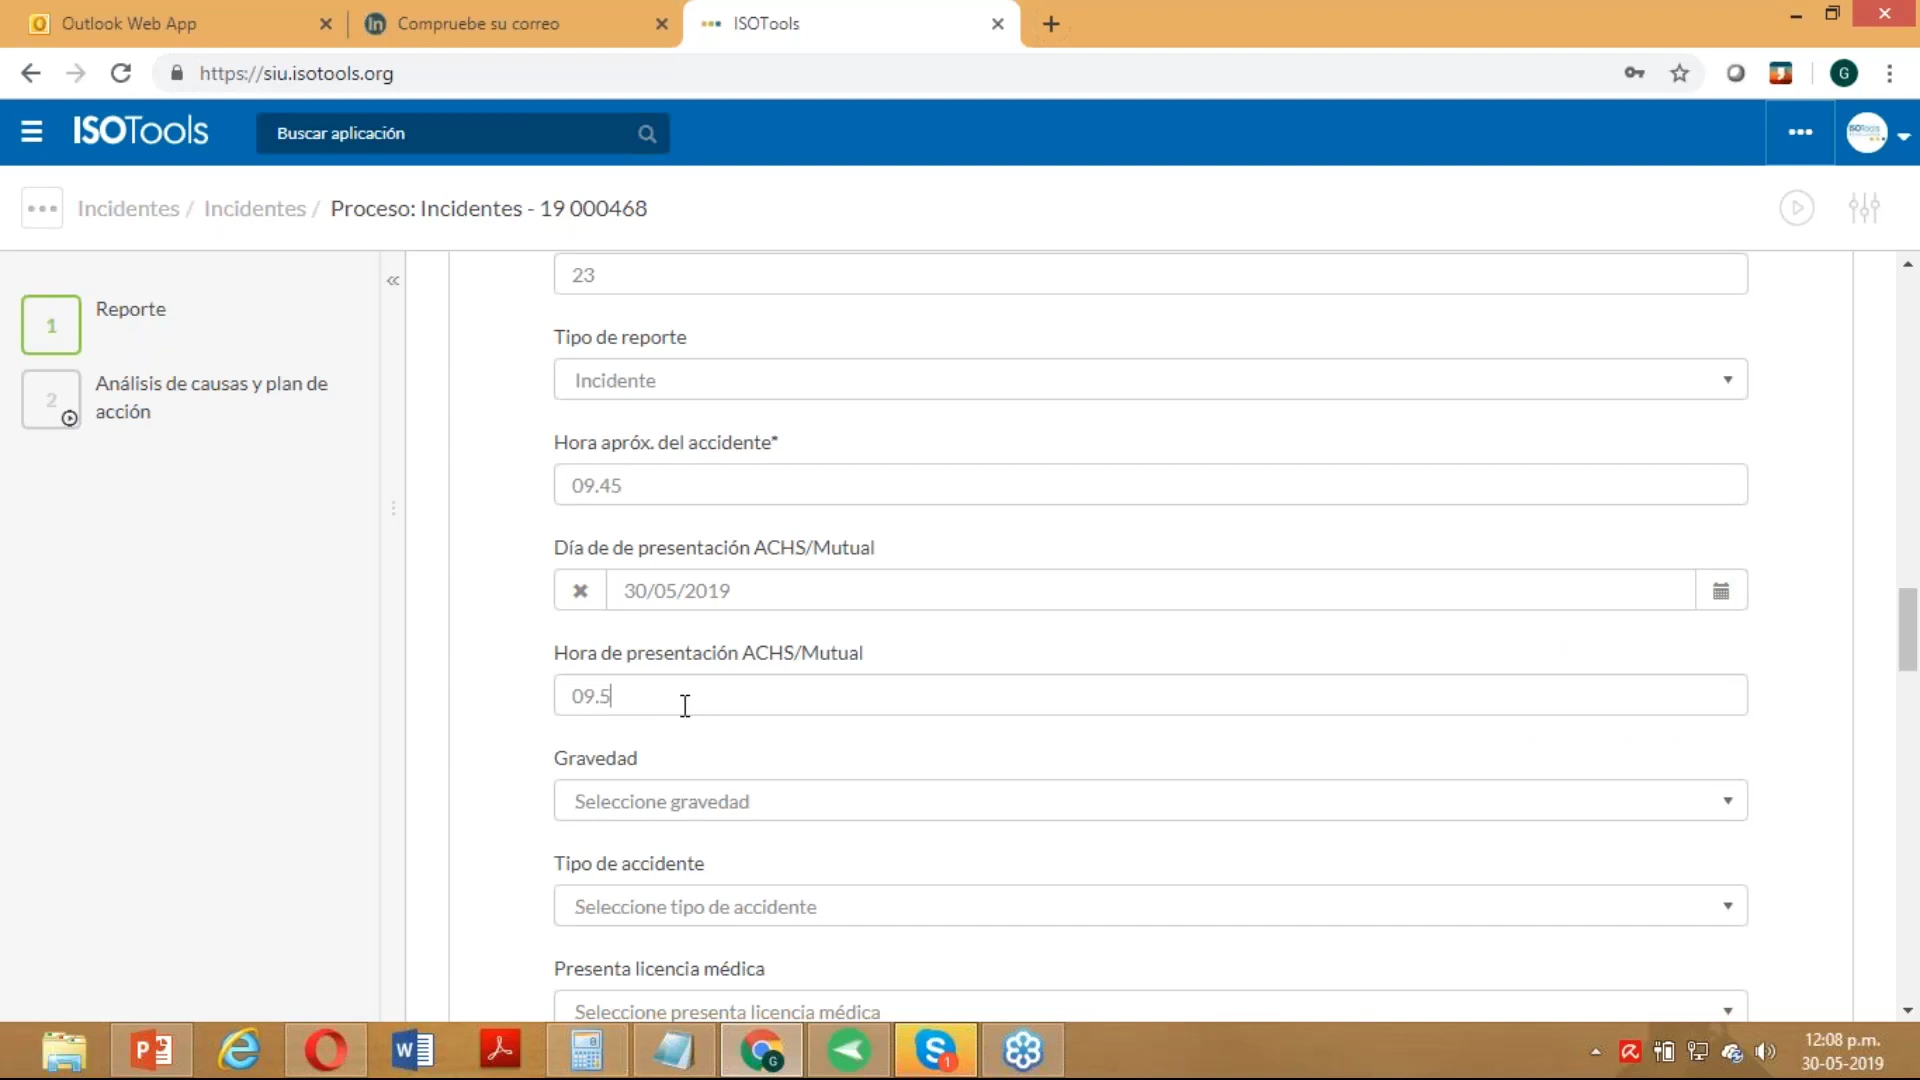 Outlook Web App
Compruebe su correo
ISOTools
https://siu.isotools.org
G
ISOTools
Buscar aplicación
Incidentes / Incidentes / Proceso: Incidentes - 19 000468
1
Reporte
2
Análisis de causas y plan de
acción
23
Tipo de reporte
Incidente
Hora apróx. del accidente*
09.45
Día de de presentación ACHS/Mutual
30/05/2019
Hora de presentación ACHS/Mutual
09.5
Gravedad
Seleccione gravedad
Tipo de accidente
Seleccione tipo de accidente
Presenta licencia médica
Seleccione presenta licencia médica
12:08 p.m.
30-05-2019